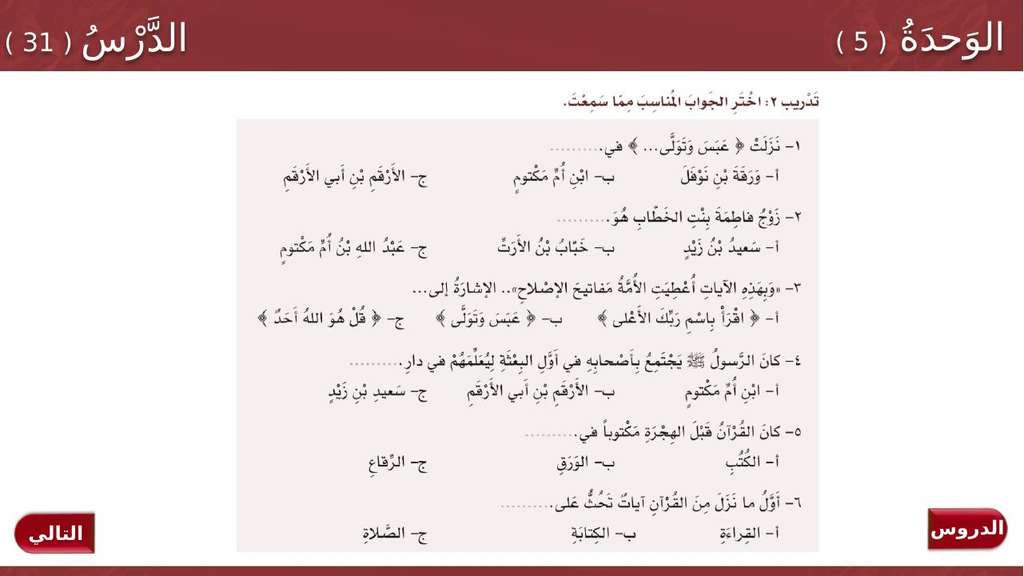 الوَحدَةُ ( 5 )
الدَّرْسُ ( 31 )
تَدْريب ٢: اخْتَرِ الجَوابَ المُناسِبَ مِمّا سَمِعْتَ.
١– نَزَلَتْ ﴿ عَبَسَ وَتَوَلَّى... ﴾ في..........
أ– وَرَقَةَ بْنِ نَوْفَلَ ب– ابْنِ أُمِّ مَكْتومٍ ج– الأَرْقَمِ بْنِ أَبي الأَرْقَمِ
٢– زَوْجُ فاطِمَةَ بِنْتِ الخَطّابِ هُوَ..........
أ– سَعيدُ بْنُ زَيْدٍ ب– خَبّابُ بْنُ الأَرَتِّ ج– عَبْدُ اللهِ بْنُ أُمِّ مَكْتومٍ
٣– «وَبِهَذِهِ الآياتِ أُعْطِيَتِ الأُمَّةُ مَفاتيحَ الإصْلاحِ».. الإشارَةُ إلى...
أ– ﴿ اقْرَأْ بِاسْمِ رَبِّكَ الأَعْلى ﴾ ب– ﴿ عَبَسَ وَتَوَلَّى ﴾ ج– ﴿ قُلْ هُوَ اللهُ أَحَدٌ ﴾
٤– كانَ الرَّسولُ ﷺ يَجْتَمِعُ بِأَصْحابِهِ في أَوَّلِ البِعْثَةِ لِيُعَلِّمَهُمْ في دارِ..........
أ– ابْنِ أُمِّ مَكْتومٍ ب– الأَرْقَمِ بْنِ أَبي الأَرْقَمِ ج– سَعيدِ بْنِ زَيْدٍ
٥– كانَ القُرْآنُ قَبْلَ الهِجْرَةِ مَكْتوباً في..........
أ– الكُتُبِ ب– الوَرَقِ ج– الرِّقاعِ
٦– أَوَّلُ ما نَزَلَ مِنَ القُرْآنِ آياتٌ تَحُثُّ عَلى..........
أ– القِراءَةِ ب– الكِتابَةِ ج– الصَّلاةِ
الدروس
التالي